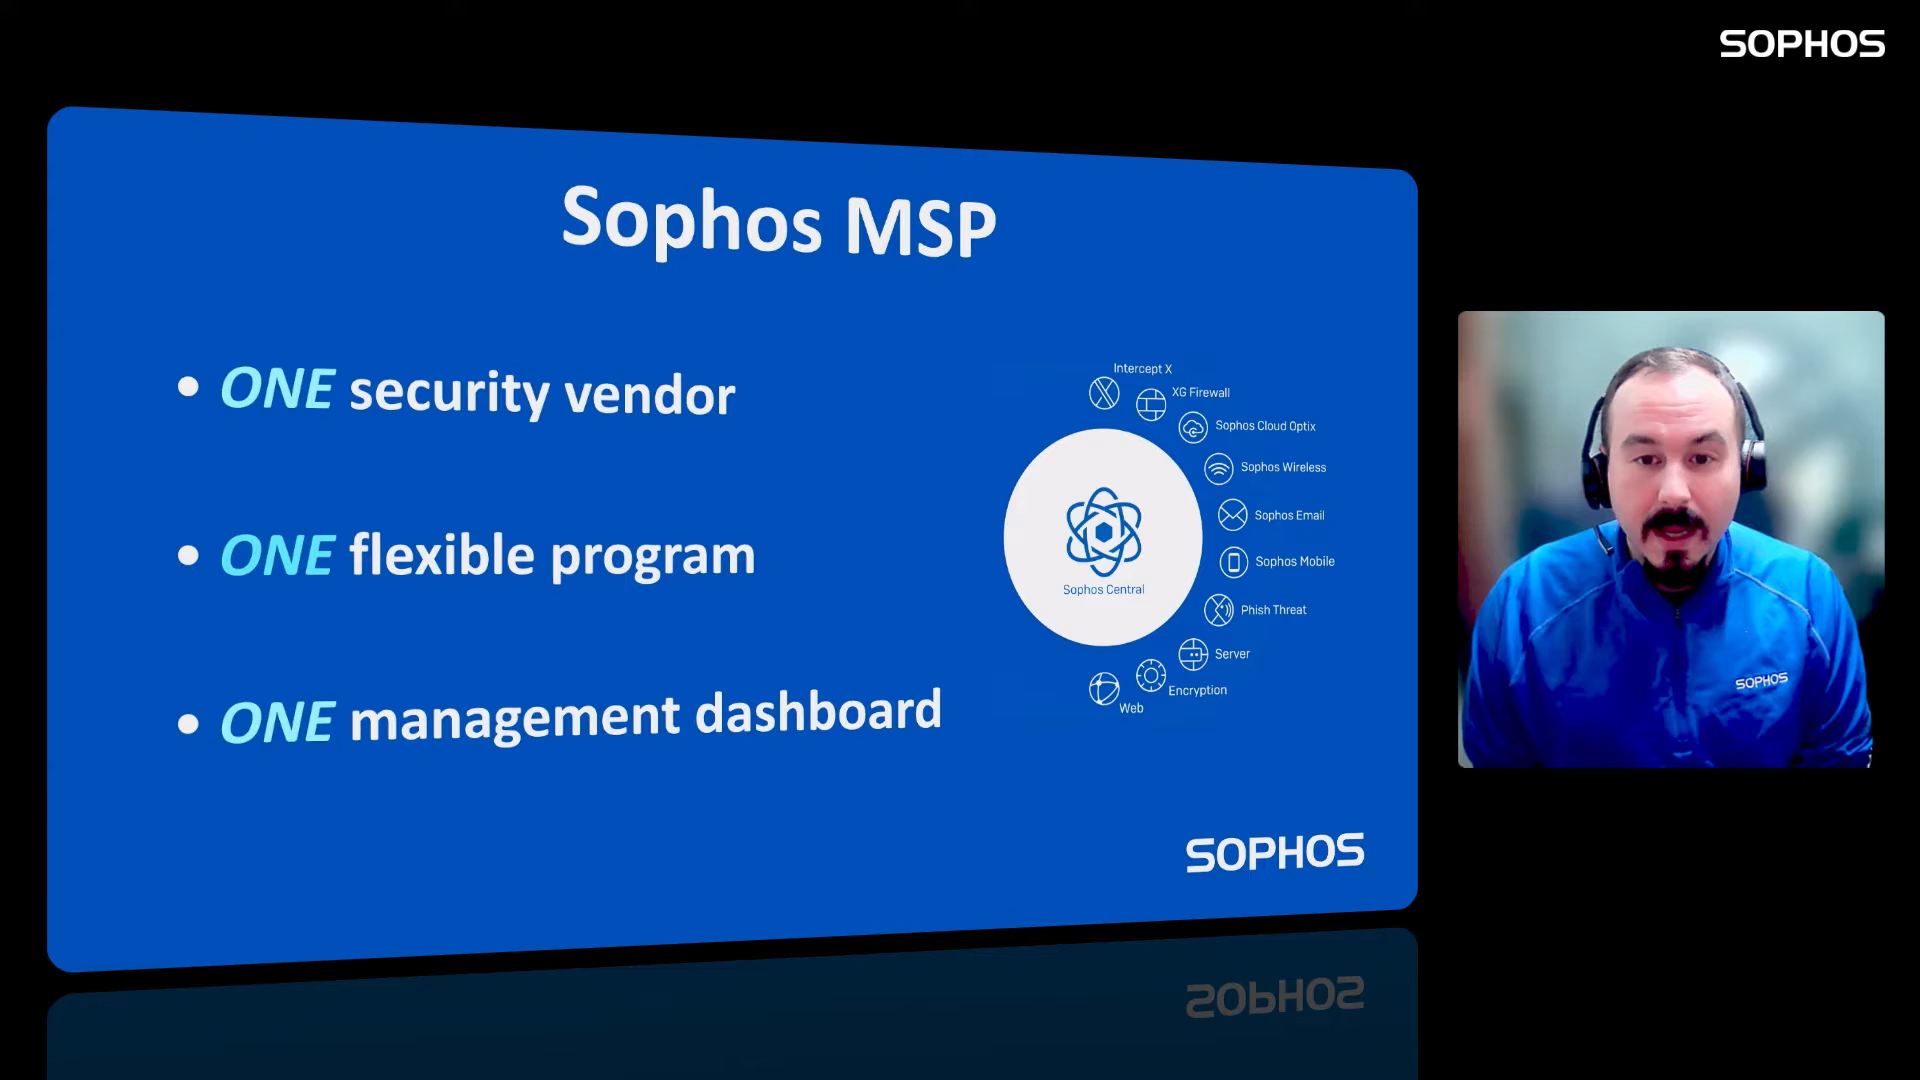 SOPHOS
Sophos MSP
• ONE security vendor
• ONE flexible program
• ONE management dashboard
Intercept X
XG Firewall
Sophos Cloud Optix
Sophos Wireless
Sophos Email
Sophos Mobile
Phish Threat
Server
Encryption
Web
Sophos Central
SOPHOS
SOPHOS
SOPHOS